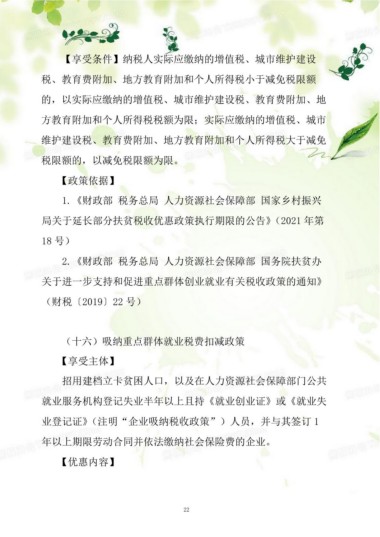 【享受条件】纳税人实际应缴纳的增值税、城市维护建设
税、教育费附加、地方教育附加和个人所得税小于减免税限额
的，以实际应缴纳的增值税、城市维护建设税、教育费附加、地
方教育附加和个人所得税税额为限；实际应缴纳的增值税、城市
维护建设税、教育费附加、地方教育附加和个人所得税大于减免
税限额的，以减免税限额为限。
【政策依据】
1.《财政部 税务总局 人力资源社会保障部 国家乡村振兴
局关于延长部分扶贫税收优惠政策执行期限的公告》（2021 年第
18 号）
2.《财政部 税务总局 人力资源社会保障部 国务院扶贫办
关于进一步支持和促进重点群体创业就业有关税收政策的通知》
（财税〔2019〕22 号）
（十六）吸纳重点群体就业税费扣减政策
【享受主体】
招用建档立卡贫困人口，以及在人力资源社会保障部门公共
就业服务机构登记失业半年以上且持《就业创业证》或《就业失
业登记证》（注明“企业吸纳税收政策”）人员，并与其签订 1
年以上期限劳动合同并依法缴纳社会保险费的企业。
【优惠内容】
22